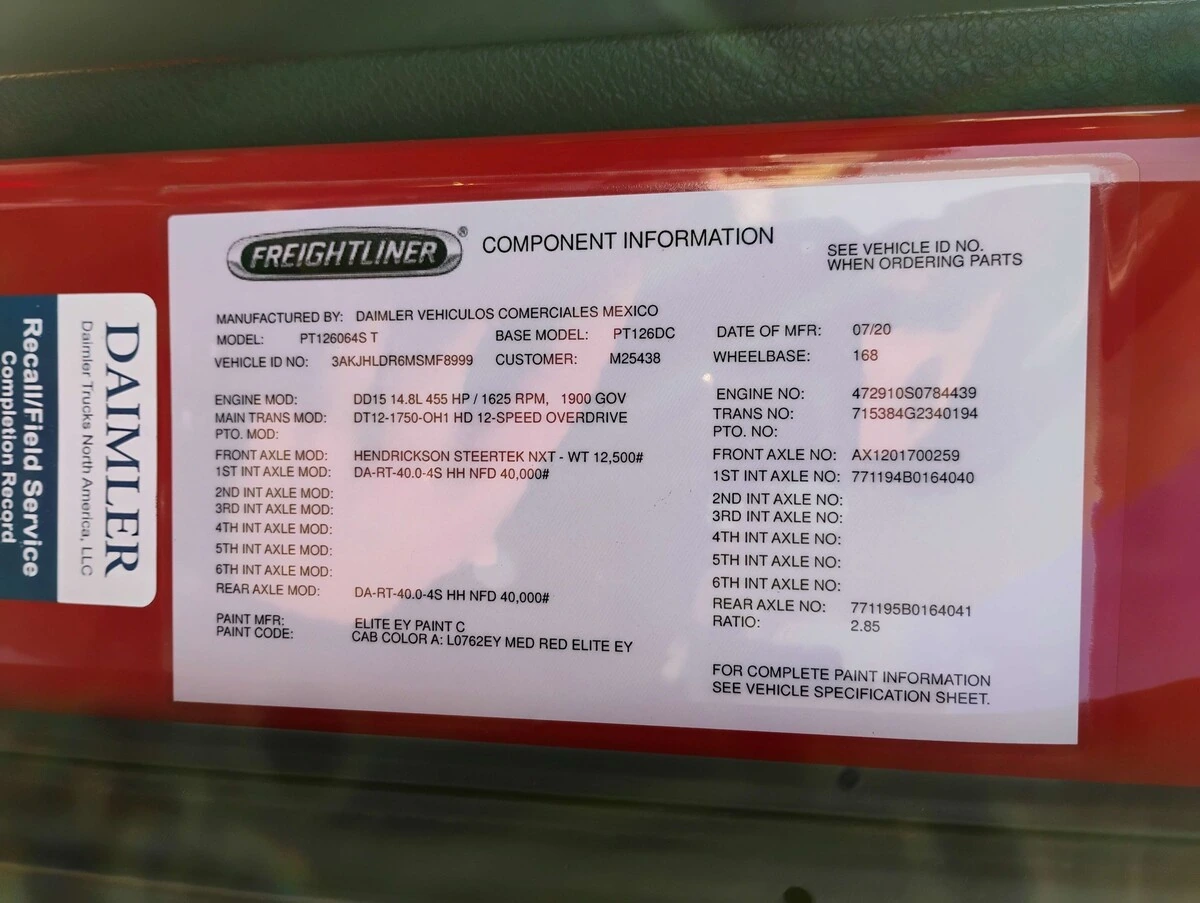 FREIGHTLINER®
COMPONENT INFORMATION
SEE VEHICLE ID NO.
WHEN ORDERING PARTS
MANUFACTURED BY: DAIMLER VEHICULOS COMERCIALES MEXICO
MODEL: PT126064S T BASE MODEL: PT126DC DATE OF MFR: 07/20
VEHICLE ID NO: 3AKJHLDR6MSMF8999 CUSTOMER: M25438 WHEELBASE: 168
ENGINE MOD: DD15 14.8L 455 HP / 1625 RPM, 1900 GOV ENGINE NO: 472910S0784439
MAIN TRANS MOD: DT12-1750-OH1 HD 12-SPEED OVERDRIVE TRANS NO: 715384G2340194
PTO. MOD: PTO. NO:
FRONT AXLE MOD: HENDRICKSON STEERTEK NXT - WT 12,500# FRONT AXLE NO: AX1201700259
1ST INT AXLE MOD: DA-RT-40.0-4S HH NFD 40,000# 1ST INT AXLE NO: 771194B0164040
2ND INT AXLE MOD: 2ND INT AXLE NO:
3RD INT AXLE MOD: 3RD INT AXLE NO:
4TH INT AXLE MOD: 4TH INT AXLE NO:
5TH INT AXLE MOD: 5TH INT AXLE NO:
6TH INT AXLE MOD: 6TH INT AXLE NO:
REAR AXLE MOD: DA-RT-40.0-4S HH NFD 40,000# REAR AXLE NO: 771195B0164041
PAINT MFR: ELITE EY PAINT C RATIO: 2.85
PAINT CODE: CAB COLOR A: L0762EY MED RED ELITE EY
FOR COMPLETE PAINT INFORMATION
SEE VEHICLE SPECIFICATION SHEET.
DAIMLER
Daimler Trucks North America, LLC
Recall/Field Service
Completion Record